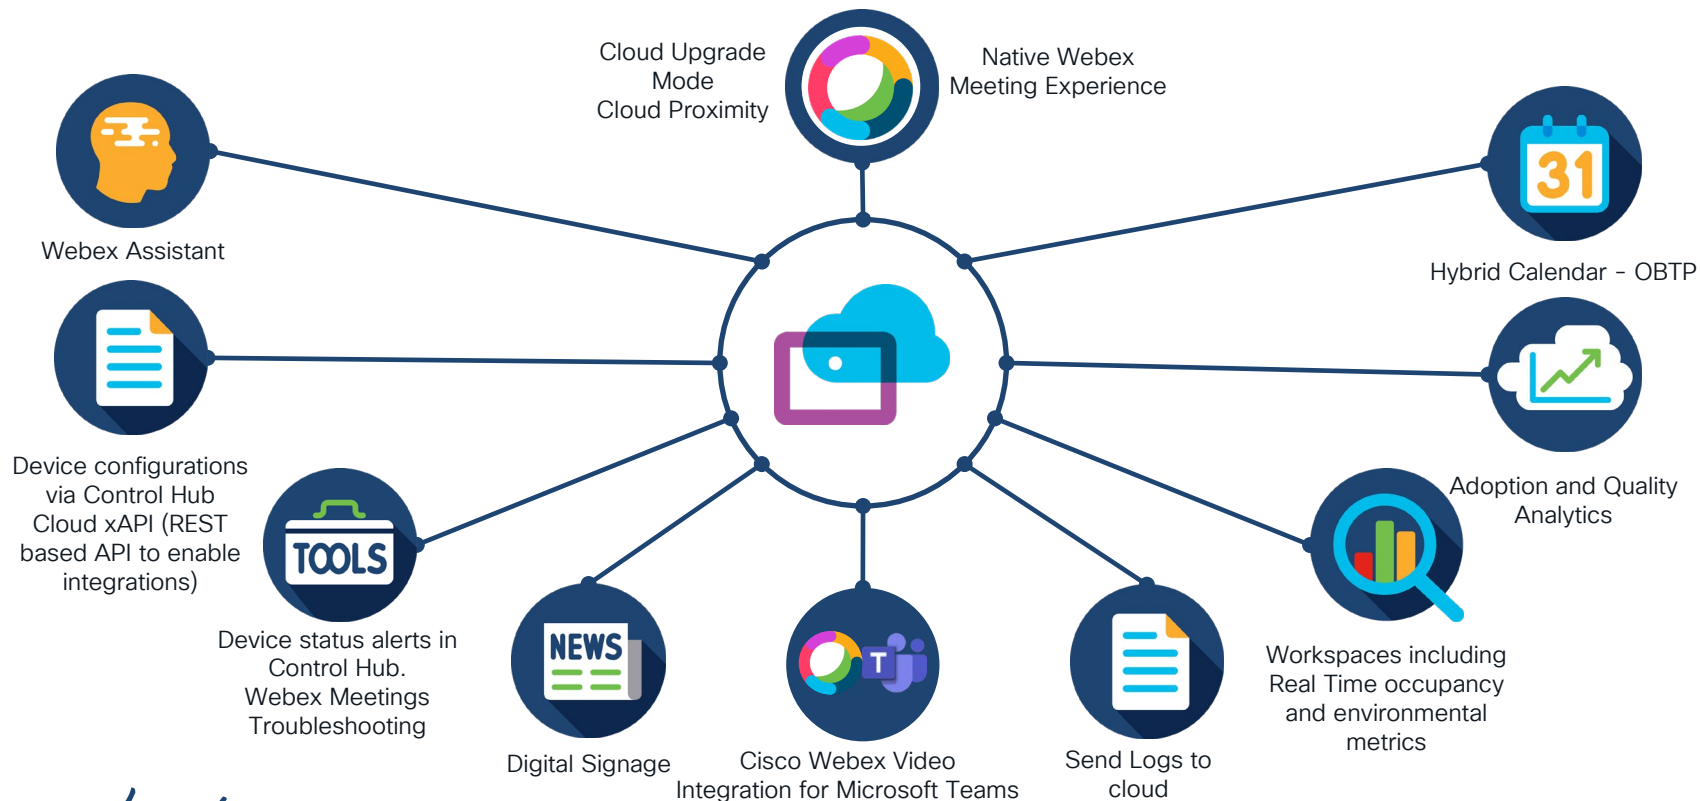 Cloud Upgrade
Mode
Cloud Proximity
Native Webex
Meeting Experience
31
Webex Assistant
Hybrid Calendar - OBTP
Device configurations
via Control Hub
Cloud xAPI (REST
based API to enable
integrations)
Adoption and Quality
Analytics
TOOLS
Device status alerts in
Control Hub.
Webex Meetings
Troubleshooting
NEWS
Digital Signage
T
Cisco Webex Video
Integration for Microsoft Teams
Send Logs to
cloud
Workspaces including
Real Time occupancy
and environmental
metrics